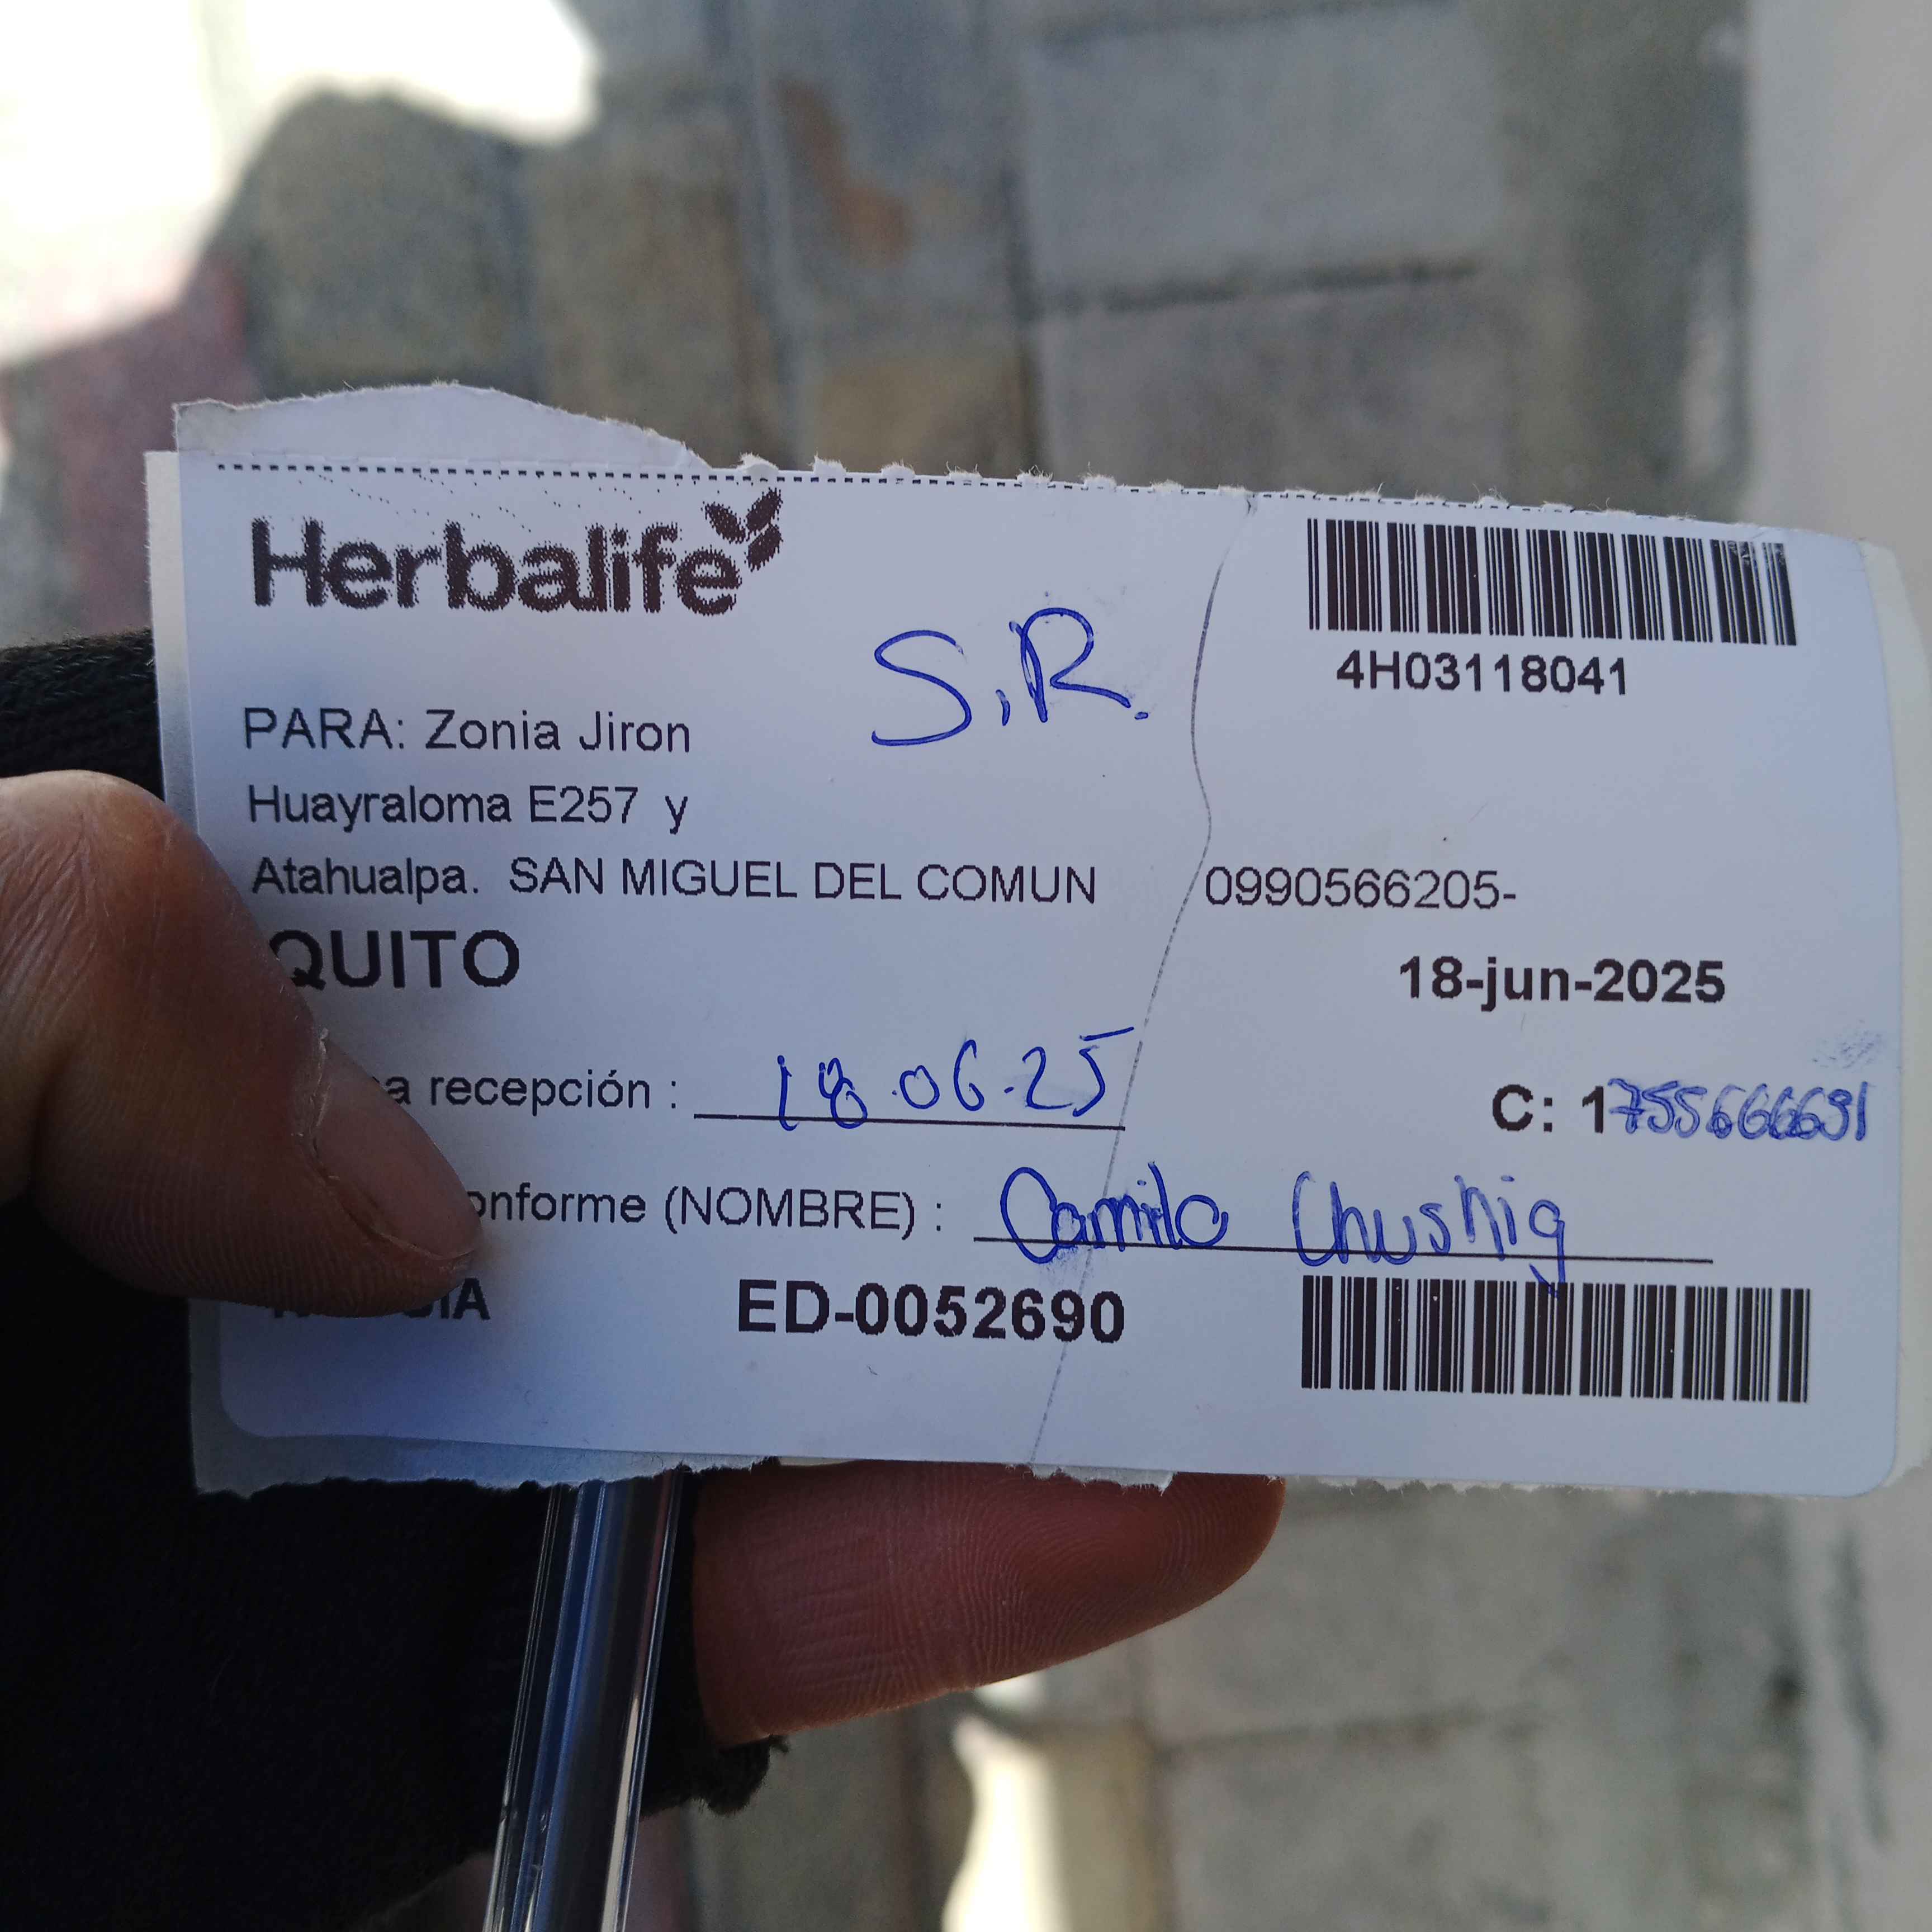 Herbalife
S.R.
4H03118041
PARA: Zonia Jiron
Huayraloma E257 y
Atahualpa. SAN MIGUEL DEL COMUN 0990566205-
QUITO
18-jun-2025
a recepción : 18.06.25
C: 1
onforme (NOMBRE) : Camilo Chushig
ED-0052690